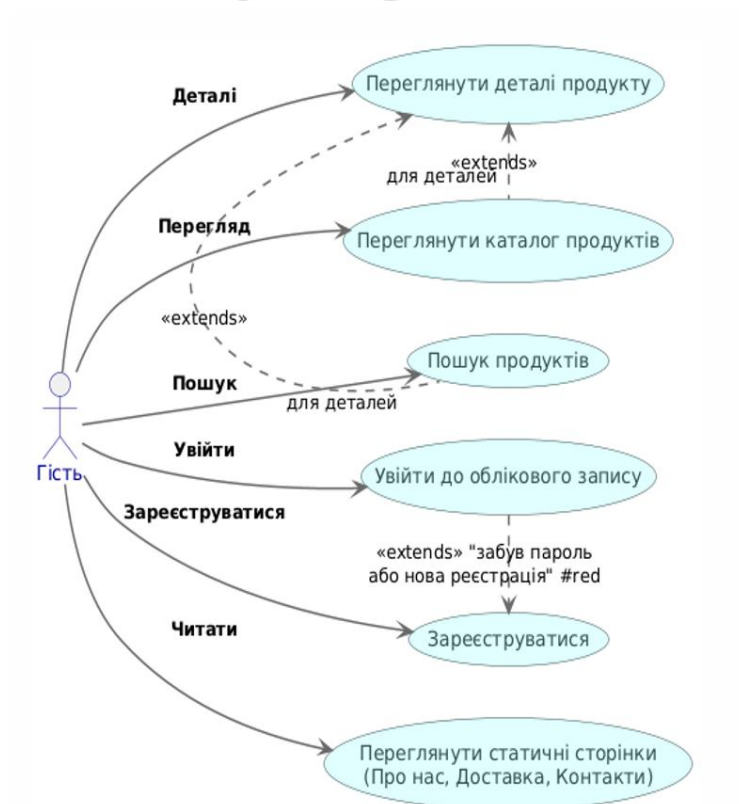 Деталі
Переглянути деталі продукту
«extends»
для деталей
Перегляд
Переглянути каталог продуктів
«extends»
Пошук продуктів
Пошук
для деталей
Увійти
Гість
Увійти до облікового запису
Зареєструватися
«extends» "забув пароль
або нова реєстрація" #red
Читати
Зареєструватися
Переглянути статичні сторінки
(Про нас, Доставка, Контакти)